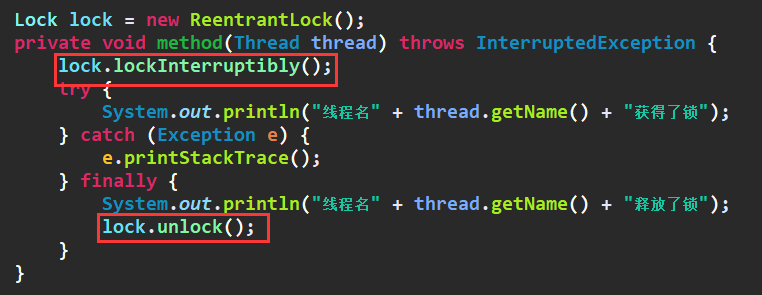 Lock lock = new ReentrantLock();
private void method(Thread thread) throws InterruptedException {
    lock.lockInterruptibly();
    try {
        System.out.println("线程名" + thread.getName() + "获得了锁");
    } catch (Exception e) {
        e.printStackTrace();
    } finally {
        System.out.println("线程名" + thread.getName() + "释放了锁");
        lock.unlock();
    }
}